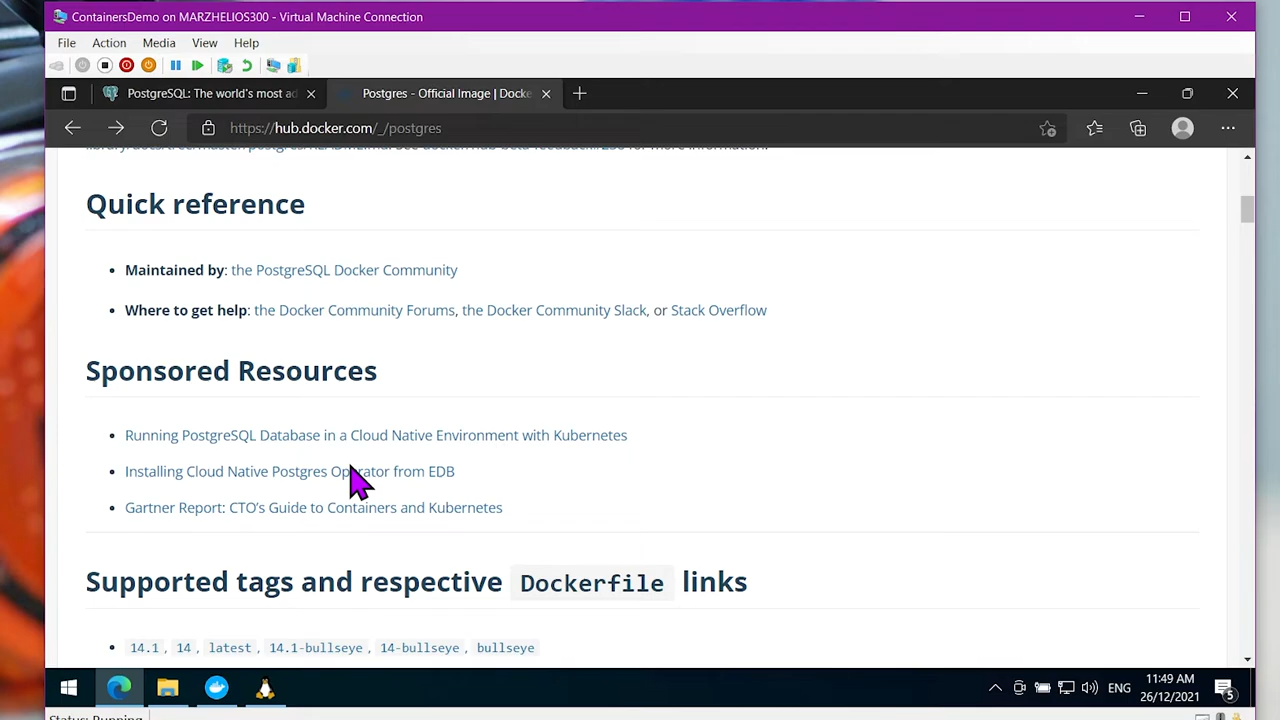 ContainersDemo on MARZHELIOS300 - Virtual Machine Connection
File Action Media View Help
PostgreSQL: The world's most ad
Postgres - Official Image | Docke
https://hub.docker.com/_/postgres
Quick reference
Maintained by: the PostgreSQL Docker Community
Where to get help: the Docker Community Forums, the Docker Community Slack, or Stack Overflow
Sponsored Resources
Running PostgreSQL Database in a Cloud Native Environment with Kubernetes
Installing Cloud Native Postgres Operator from EDB
Gartner Report: CTO's Guide to Containers and Kubernetes
Supported tags and respective Dockerfile links
14.1, 14, latest, 14.1-bullseye, 14-bullseye, bullseye
ENG
11:49 AM
26/12/2021
5
Status: Running